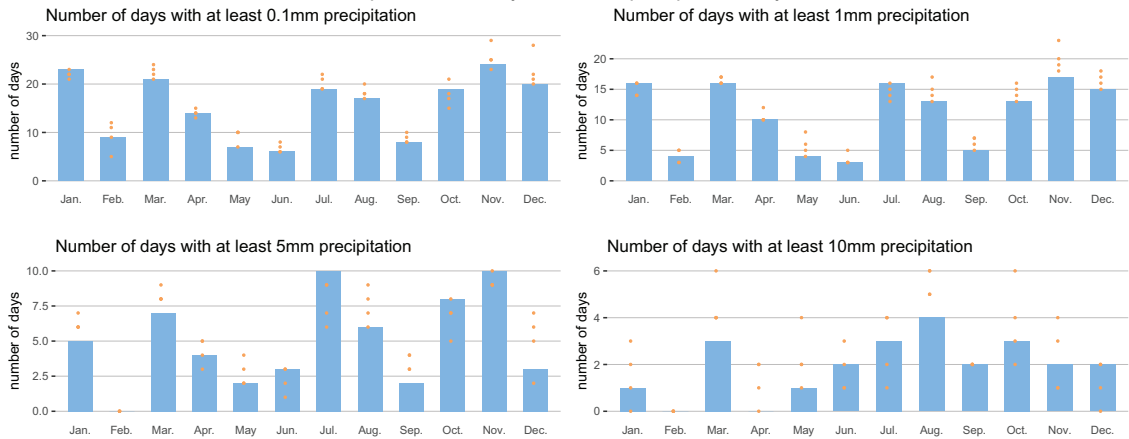 Number of days with at least 0.1mm precipitation
number of days
30
20
10
0
Jan. Feb. Mar. Apr. May Jun. Jul. Aug. Sep. Oct. Nov. Dec.
Number of days with at least 1mm precipitation
number of days
20
15
10
5
0
Jan. Feb. Mar. Apr. May Jun. Jul. Aug. Sep. Oct. Nov. Dec.
Number of days with at least 5mm precipitation
number of days
10.0
7.5
5.0
2.5
0.0
Jan. Feb. Mar. Apr. May Jun. Jul. Aug. Sep. Oct. Nov. Dec.
Number of days with at least 10mm precipitation
number of days
6
4
2
0
Jan. Feb. Mar. Apr. May Jun. Jul. Aug. Sep. Oct. Nov. Dec.